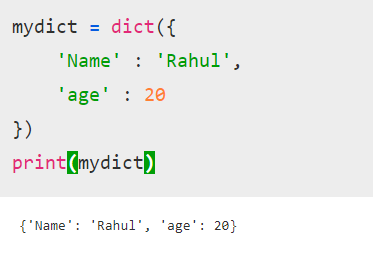 mydict = dict({
    'Name' : 'Rahul',
    'age' : 20
})
print(mydict)
{'Name': 'Rahul', 'age': 20}